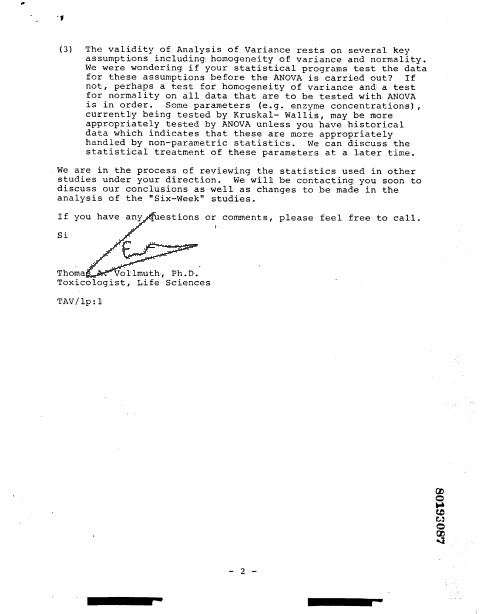 (3) The validity of Analysis of Variance rests on several key
assumptions including homogeneity of variance and normality.
We were wondering if your statistical programs test the data
for these assumptions before the ANOVA is carried out? If
not, perhaps a test for homogeneity of variance and a test
for normality on all data that are to be tested with ANOVA
is in order. Some parameters (e.g. enzyme concentrations),
currently being tested by Kruskal- Wallis, may be more
appropriately tested by ANOVA unless you have historical
data which indicates that these are more appropriately
handled by non-parametric statistics. We can discuss the
statistical treatment of these parameters at a later time.
We are in the process of reviewing the statistics used in other
studies under your direction. We will be contacting you soon to
discuss our conclusions as well as changes to be made in the
analysis of the "Six-Week" studies.
If you have any questions or comments, please feel free to call.
Si
Thomas A. Vollmuth, Ph.D.
Toxicologist, Life Sciences
TAV/lp:1
80193087
- 2 -